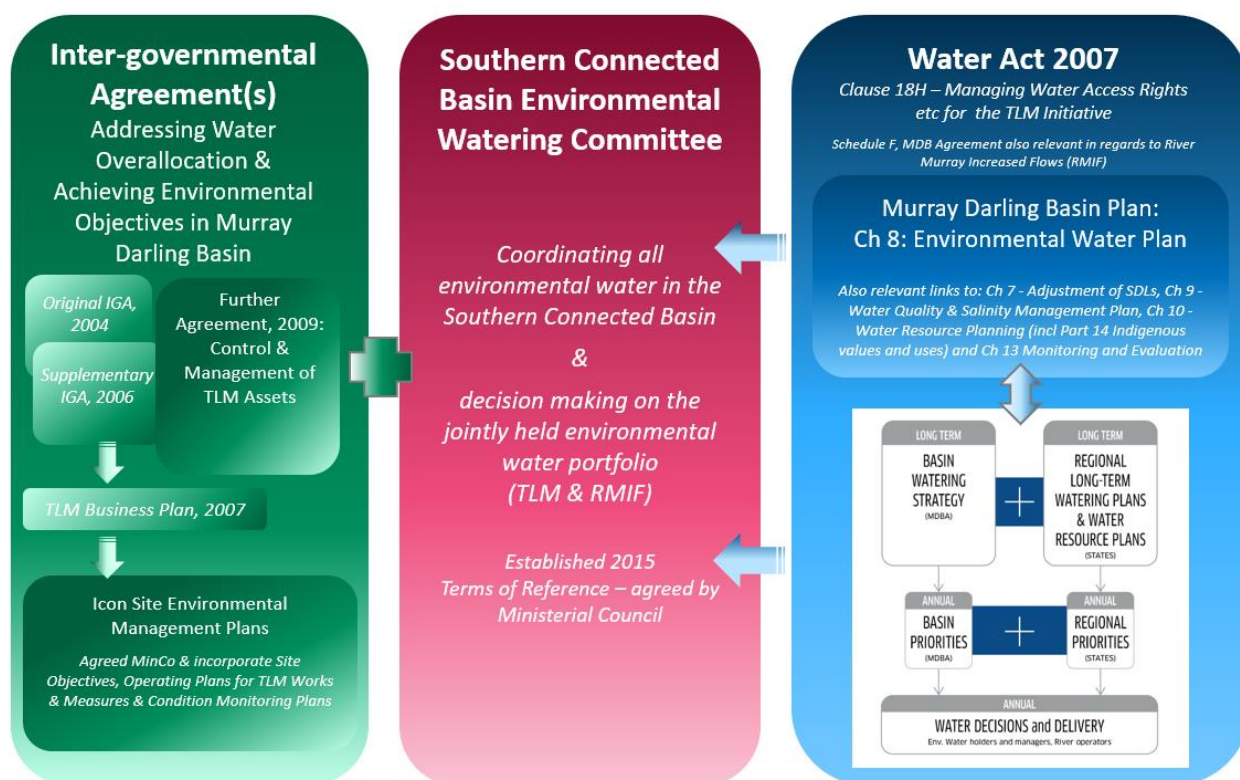 Inter-governmental
Agreement(s)
Addressing Water
Overallocation &
Achieving Environmental
Objectives in Murray
Darling Basin
Original IGA,
2004
Supplementary
IGA, 2006
Further
Agreement, 2009:
Control &
Management of
TLM Assets
TLM Business Plan, 2007
Icon Site Environmental
Management Plans
Agreed MinCo & incorporate Site
Objectives, Operating Plans for TLM Works
& Measures & Condition Monitoring Plans
Southern Connected
Basin Environmental
Watering Committee
Coordinating all
environmental water in the
Southern Connected Basin
&
decision making on the
jointly held environmental
water portfolio
(TLM & RMIF)
Established 2015
Terms of Reference – agreed by
Ministerial Council
Water Act 2007
Clause 18H – Managing Water Access Rights
etc for the TLM Initiative
Schedule F, MDB Agreement also relevant in regards to River
Murray Increased Flows (RMIF)
Murray Darling Basin Plan:
Ch 8: Environmental Water Plan
Also relevant links to: Ch 7 - Adjustment of SDLs, Ch 9 -
Water Quality & Salinity Management Plan, Ch 10 -
Water Resource Planning (incl Part 14 Indigenous
values and uses) and Ch 13 Monitoring and Evaluation
LONG TERM
BASIN
WATERING
STRATEGY
(MDBA)
LONG TERM
REGIONAL
LONG-TERM
WATERING PLANS
& WATER
RESOURCE PLANS
(STATES)
ANNUAL
BASIN
PRIORITIES
(MDBA)
ANNUAL
REGIONAL
PRIORITIES
(STATES)
ANNUAL
WATER DECISIONS and DELIVERY
Env. Water holders and managers, River operators